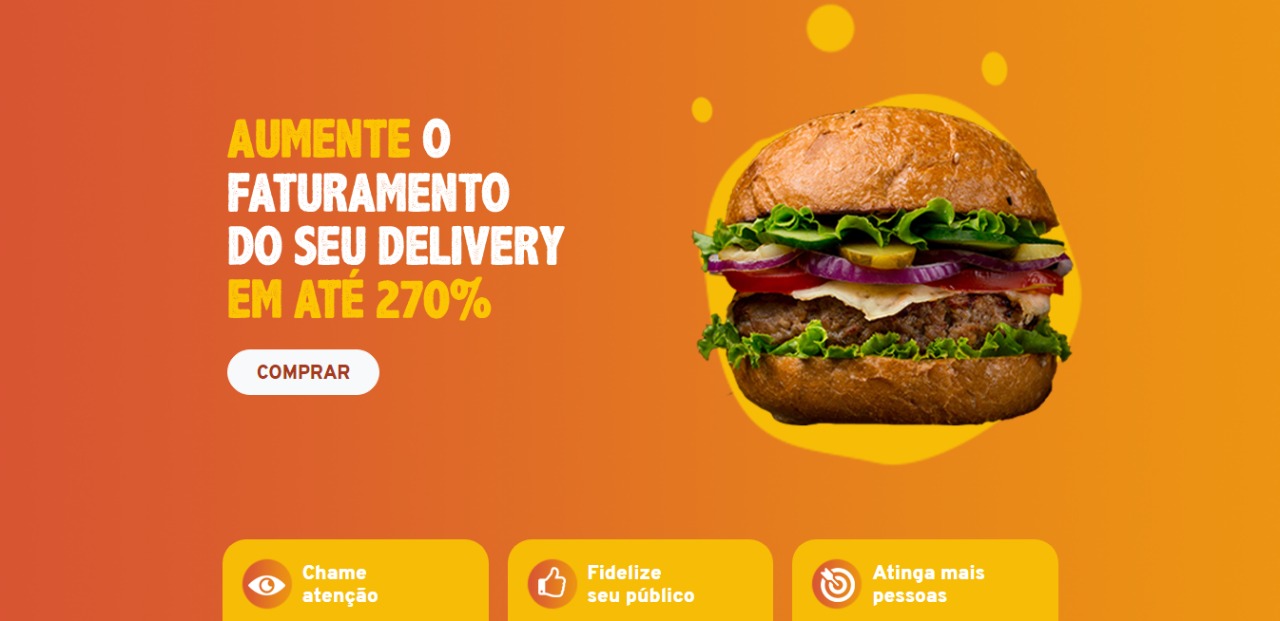 AUMENTE O
FATURAMENTO
DO SEU DELIVERY
EM ATÉ 270%
COMPRAR
Chame
atenção
Fidelize
seu público
Atinga mais
pessoas